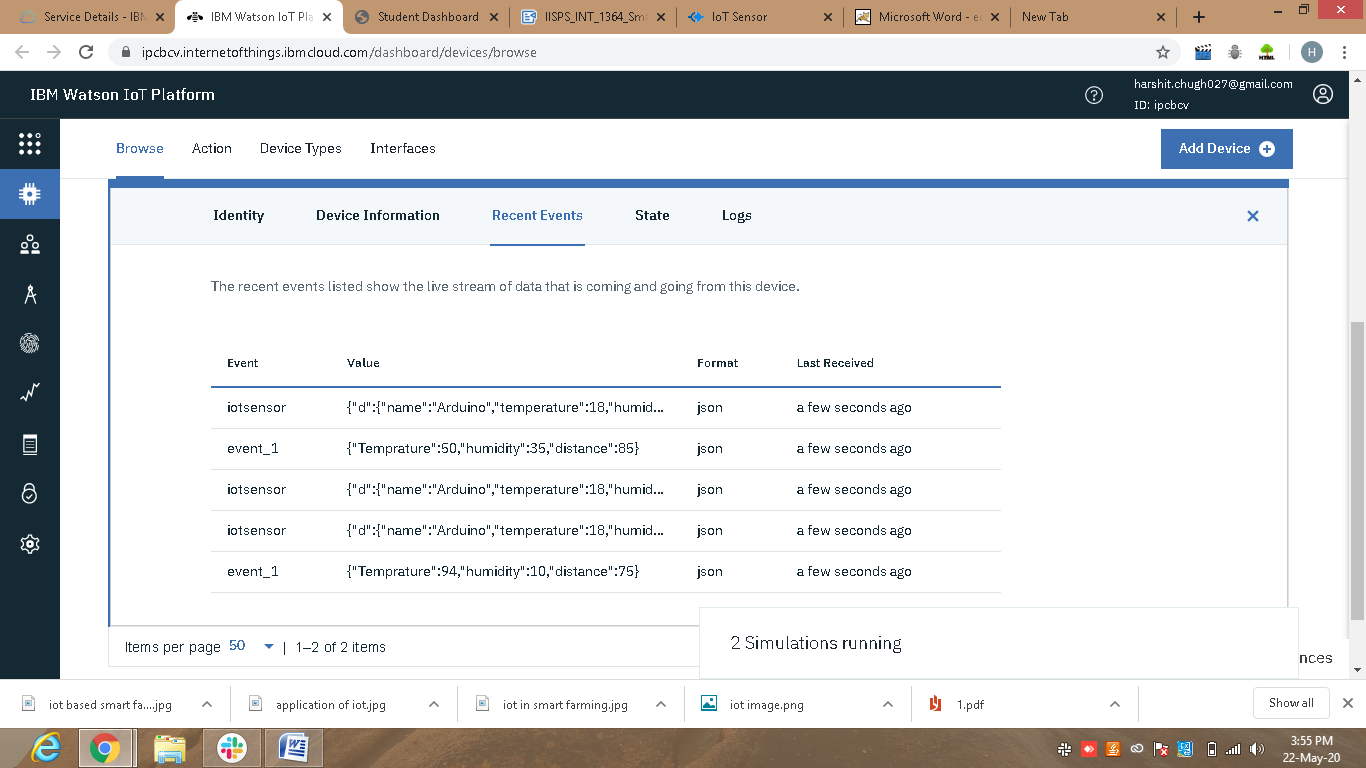 Service Details - IBM
IBM Watson IoT Pla
Student Dashboard
IISPS_INT_1364_Sma
IoT Sensor
Microsoft Word - e
New Tab
ipcbcv.internetofthings.ibmcloud.com/dashboard/devices/browse
H
IBM Watson IoT Platform
harshit.chugh027@gmail.com
ID: ipcbcv
Browse Action Device Types Interfaces
Add Device
Identity Device Information Recent Events State Logs
The recent events listed show the live stream of data that is coming and going from this device.
Event Value Format Last Received
iotsensor {"d":{"name":"Arduino","temperature":18,"humid... json a few seconds ago
event_1 {"Temprature":50,"humidity":35,"distance":85} json a few seconds ago
iotsensor {"d":{"name":"Arduino","temperature":18,"humid... json a few seconds ago
iotsensor {"d":{"name":"Arduino","temperature":18,"humid... json a few seconds ago
event_1 {"Temprature":94,"humidity":10,"distance":75} json a few seconds ago
2 Simulations running
Items per page 50 | 1–2 of 2 items
nces
iot based smart fa....jpg
application of iot.jpg
iot in smart farming.jpg
iot image.png
1.pdf
Show all
3:55 PM
22-May-20